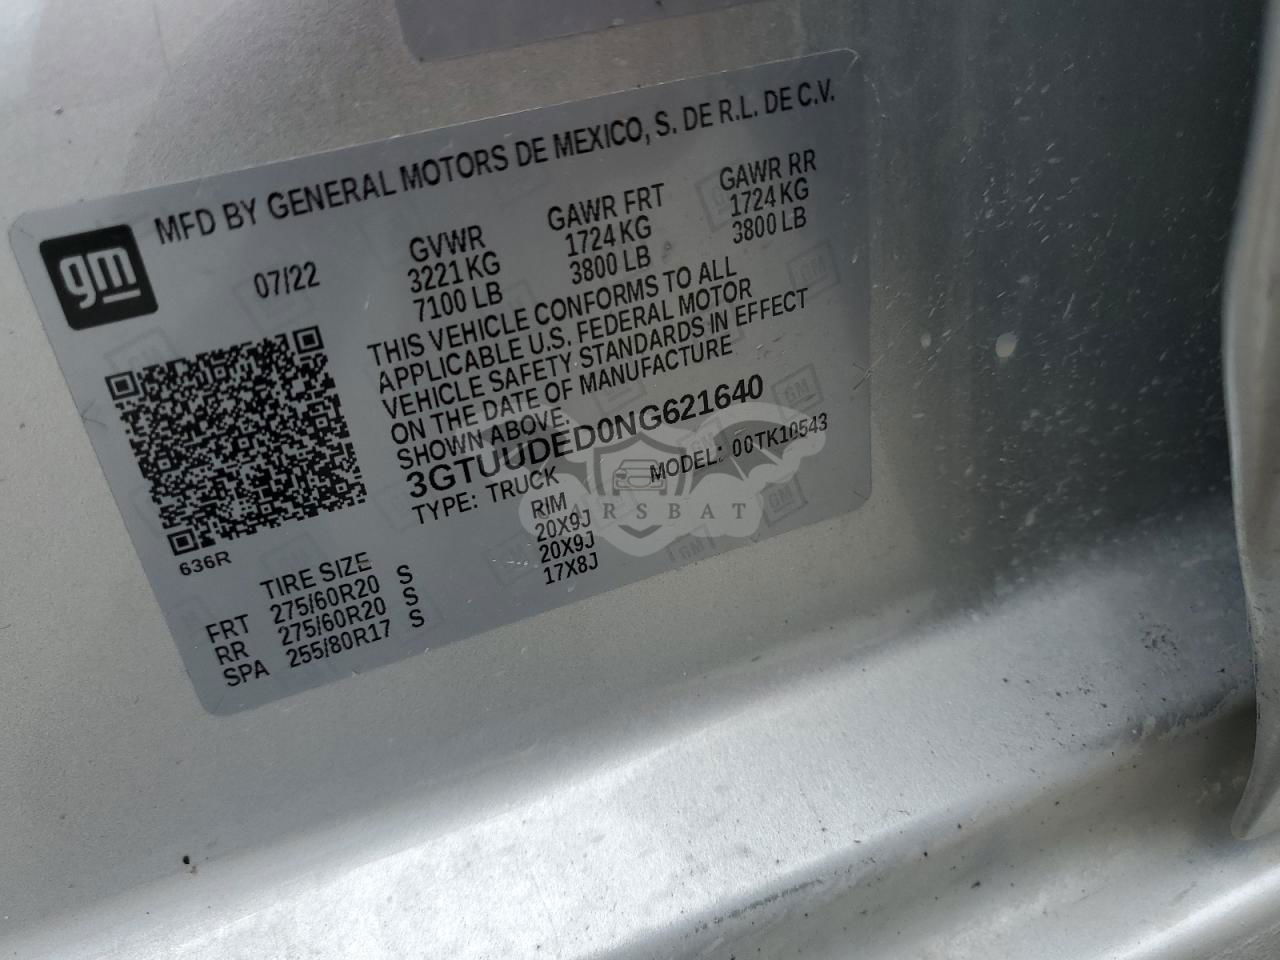 gm
MFD BY GENERAL MOTORS DE MEXICO, S. DE R.L. DE C.V.
07/22 GVWR GAWR FRT GAWR RR
3221 KG 1724 KG 1724 KG
7100 LB 3800 LB 3800 LB
THIS VEHICLE CONFORMS TO ALL
APPLICABLE U.S. FEDERAL MOTOR
VEHICLE SAFETY STANDARDS IN EFFECT
ON THE DATE OF MANUFACTURE
SHOWN ABOVE.
3GTUUDED0NG621640
TYPE: TRUCK MODEL: 00TK10543
636R
TIRE SIZE RIM
FRT 275/60R20 S 20X9J
RR 275/60R20 S 20X9J
SPA 255/80R17 S 17X8J
CARSBAT